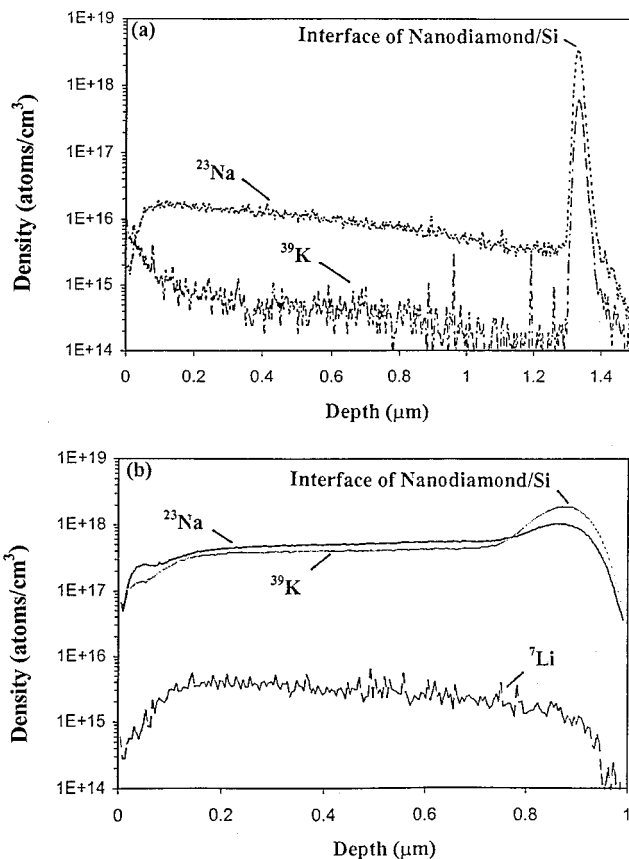 (a)
Interface of Nanodiamond/Si
23Na
39K
Density (atoms/cm3)
1E+19
1E+18
1E+17
1E+16
1E+15
1E+14
0
0.2
0.4
0.6
0.8
1
1.2
1.4
Depth (μm)
(b)
Interface of Nanodiamond/Si
23Na
39K
7Li
Density (atoms/cm3)
1E+19
1E+18
1E+17
1E+16
1E+15
1E+14
0
0.2
0.4
0.6
0.8
1
Depth (μm)